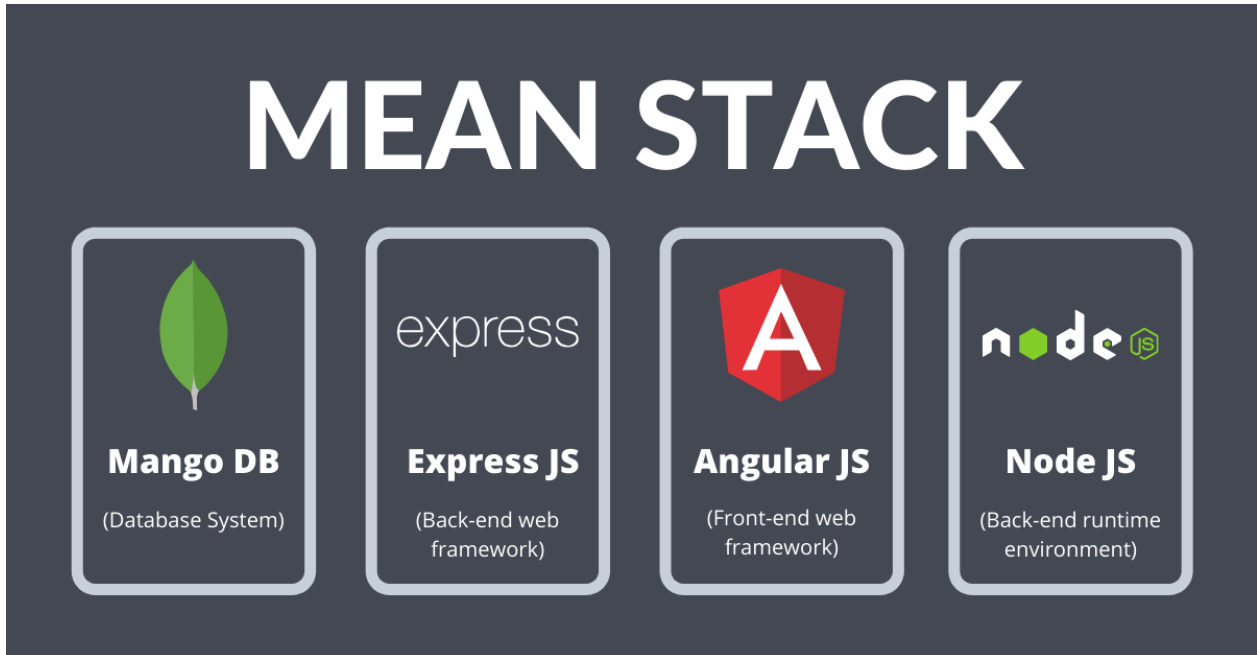 MEAN STACK
express
A
node JS
Mango DB
Express JS
Angular JS
Node JS
(Database System)
(Back-end web
framework)
(Front-end web
framework)
(Back-end runtime
environment)